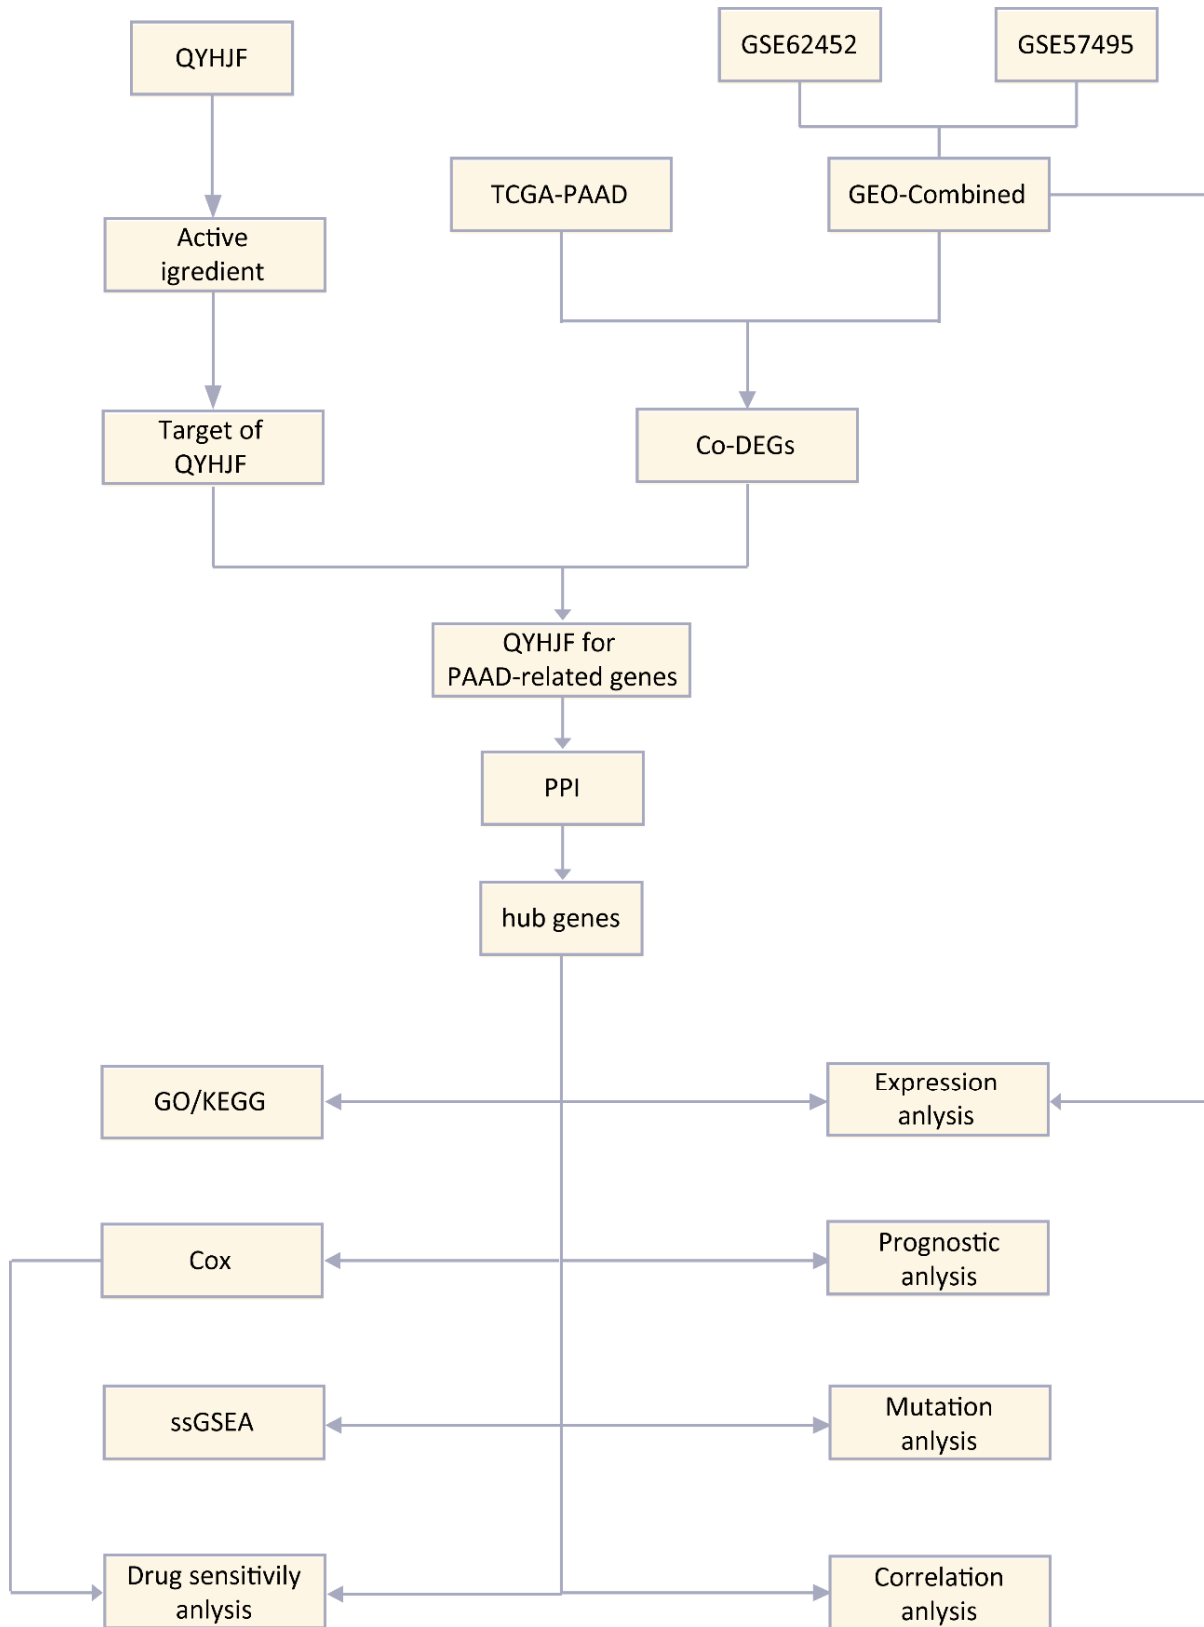 QYHJF
GSE62452
GSE57495
TCGA-PAAD
GEO-Combined
Active
igredient
Target of
QYHJF
Co-DEGs
QYHJF for
PAAD-related genes
PPI
hub genes
GO/KEGG
Expression
anlysis
Cox
Prognostic
anlysis
ssGSEA
Mutation
anlysis
Drug sensitivily
anlysis
Correlation
anlysis